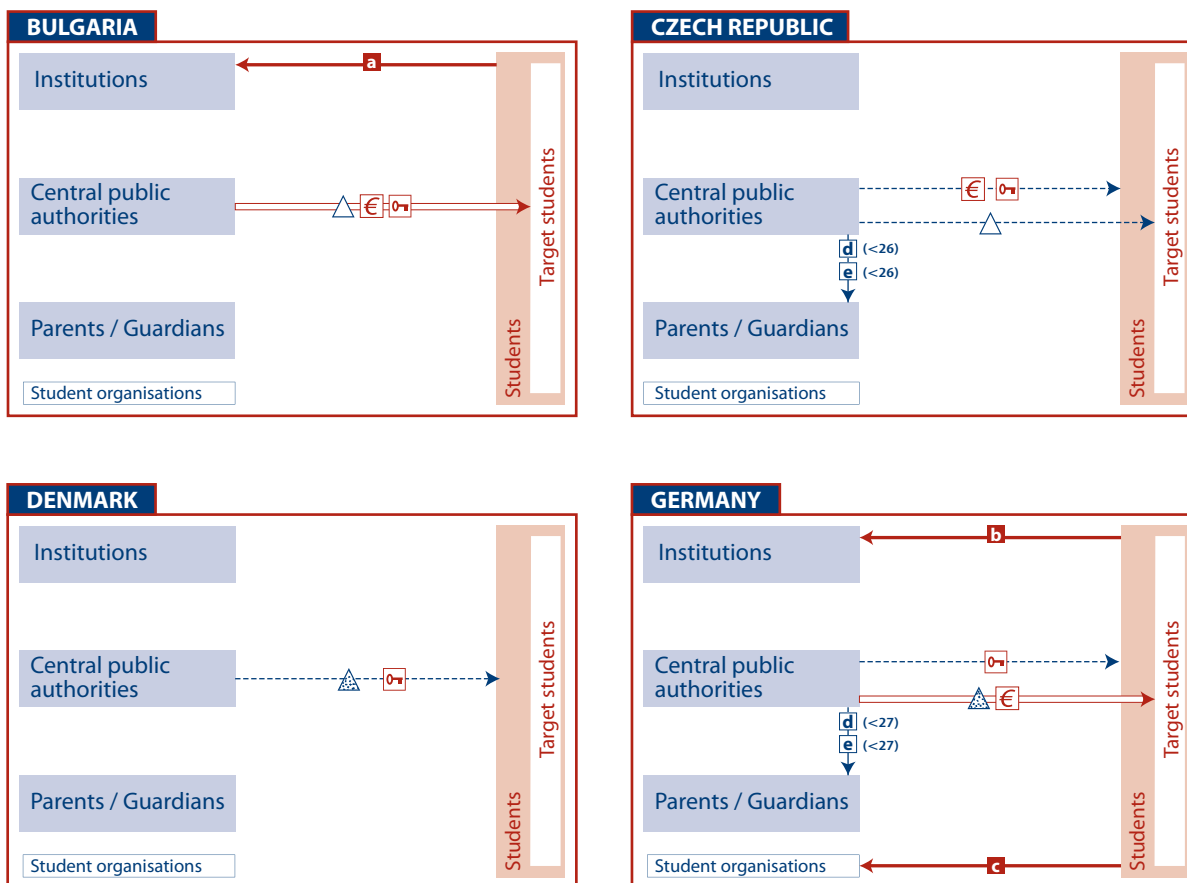 BULGARIA
Institutions
a
Central public
authorities
€
Parents / Guardians
Student organisations
Students
Target students
CZECH REPUBLIC
Institutions
Central public
authorities
€
d (<26)
e (<26)
Parents / Guardians
Student organisations
Students
Target students
DENMARK
Institutions
Central public
authorities
Parents / Guardians
Student organisations
Students
Target students
GERMANY
Institutions
b
Central public
authorities
€
d (<27)
e (<27)
Parents / Guardians
Student organisations
c
Students
Target students